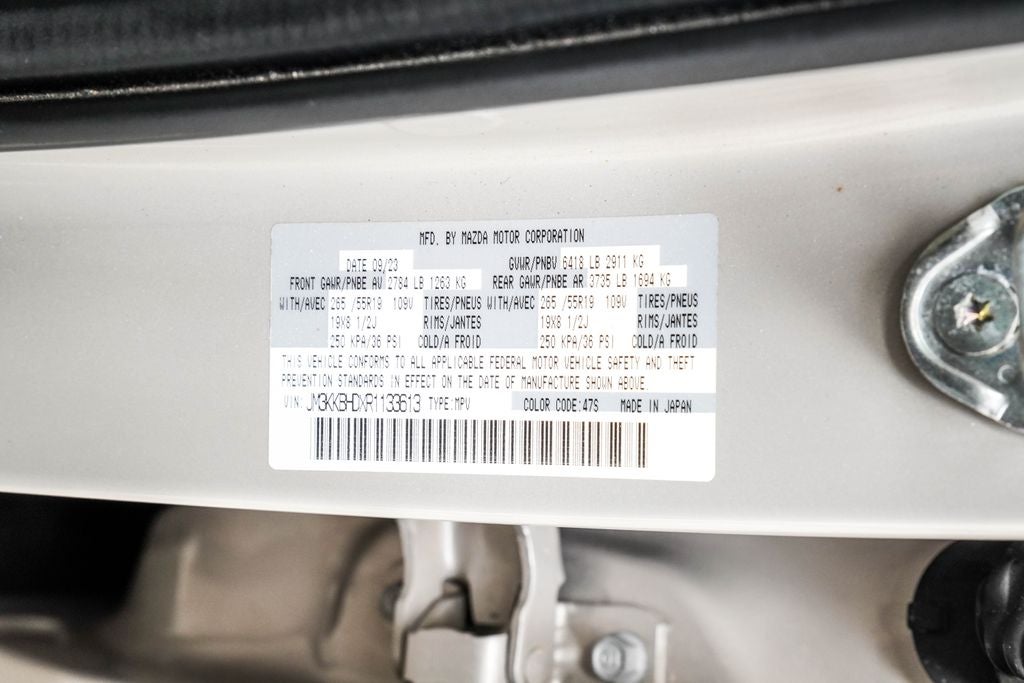 MFD. BY MAZDA MOTOR CORPORATION
DATE 09/23 GVWR/PNBV 6418 LB 2911 KG
FRONT GAWR/PNBE AV 2784 LB 1263 KG REAR GAWR/PNBE AR 3735 LB 1694 KG
WITH/AVEC 265 /55R19 109V TIRES/PNEUS WITH/AVEC 265 /55R19 109V TIRES/PNEUS
19X8 1/2J RIMS/JANTES 19X8 1/2J RIMS/JANTES
250 KPA/36 PSI COLD/A FROID 250 KPA/36 PSI COLD/A FROID
THIS VEHICLE CONFORMS TO ALL APPLICABLE FEDERAL MOTOR VEHICLE SAFETY AND THEFT
PREVENTION STANDARDS IN EFFECT ON THE DATE OF MANUFACTURE SHOWN ABOVE.
VIN: JM3KKBHDXR1133613 TYPE:MPV COLOR CODE:47S MADE IN JAPAN